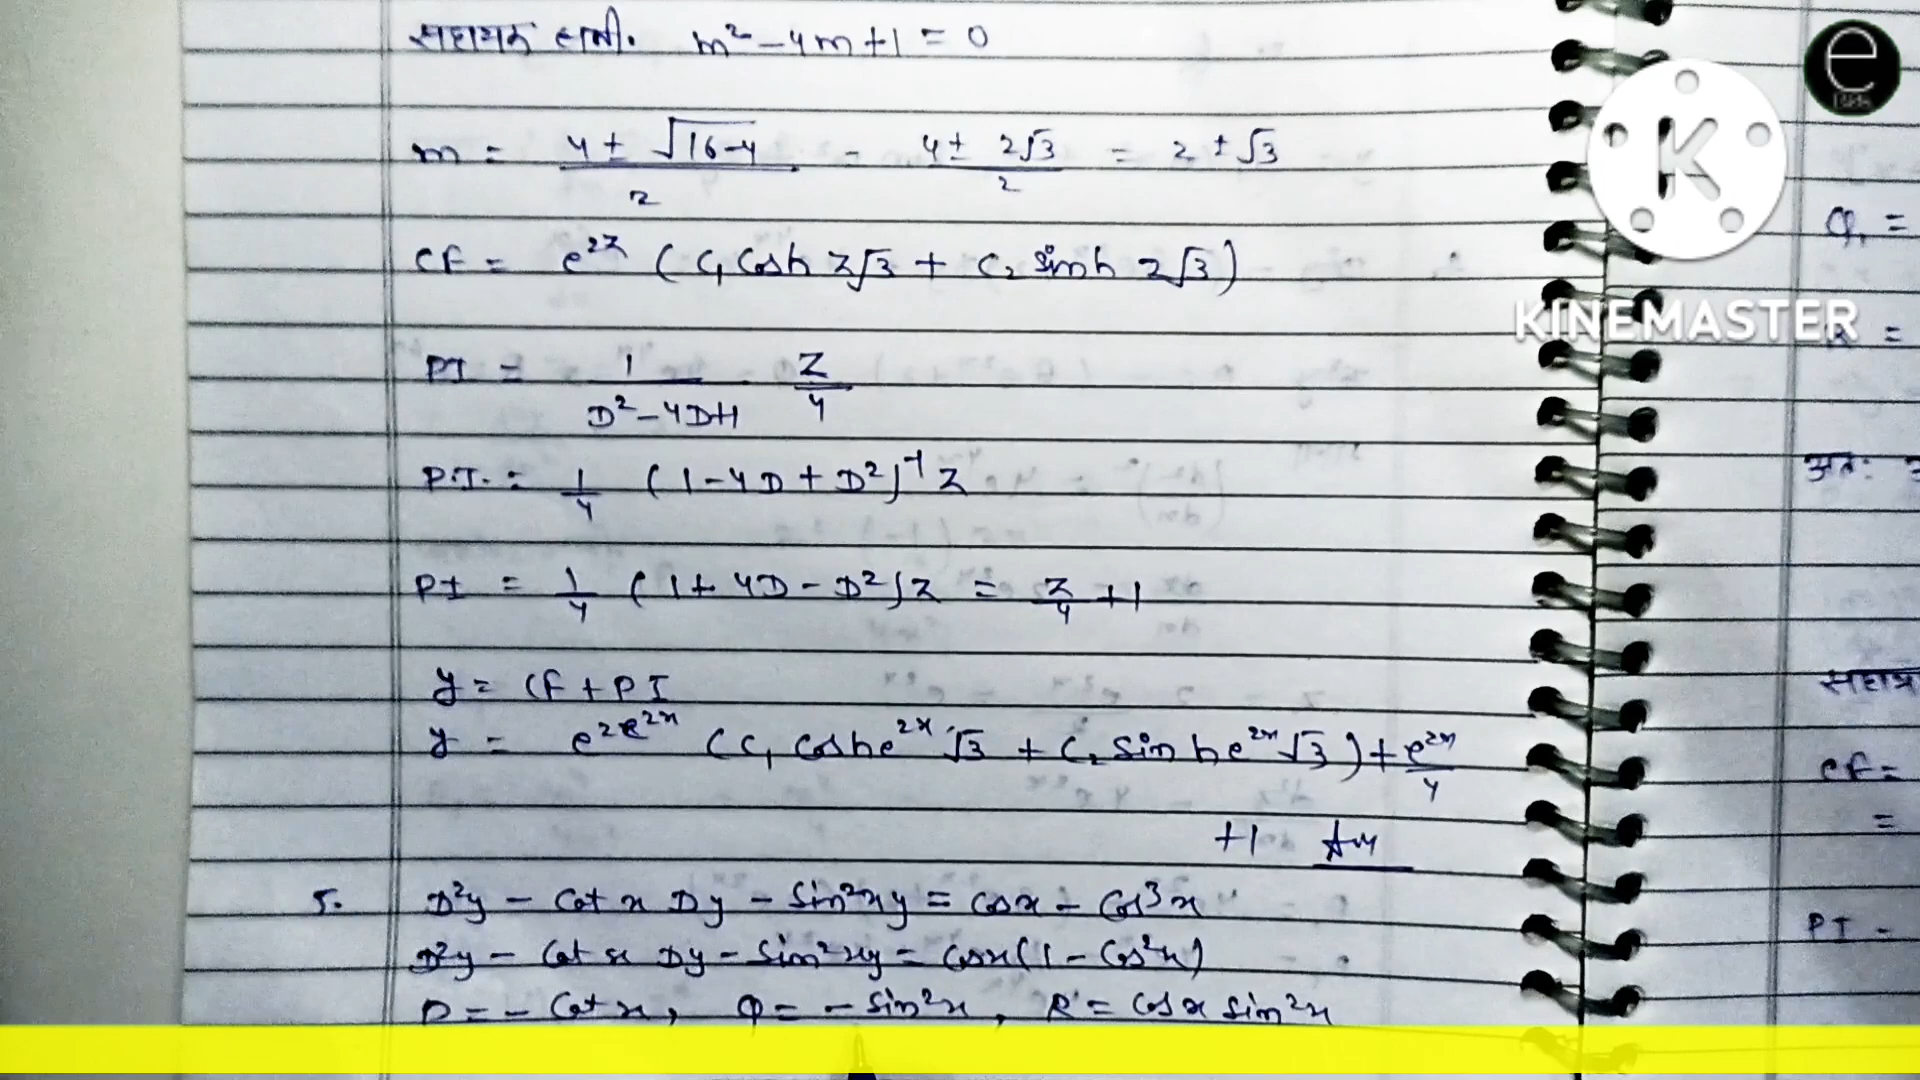 सहायक समी. m² - 4m + 1 = 0
m = (4 ± √(16-4))/2 = (4 ± 2√3)/2 = 2 ± √3
CF = e^{2z} (C₁ Cosh z√3 + C₂ Sinh z√3)
PI = 1/(D² - 4D+1) z/4
P.I. = 1/4 (1 - 4D + D²)⁻¹ z
PI = 1/4 (1 + 4D - D²) z = z/4 + 1
y = CF + PI
y = e^{2e^{2x}} (C₁ Cosh e^{2x} √3 + C₂ Sinh e^{2x} √3) + e^{2x}/4
+1 Ans
5. D²y - Cot x Dy - Sin²x y = Cos x - Cos³x
D²y - Cot x Dy - Sin²x y = Cos x (1 - Cos²x)
P = - Cot x, Q = - Sin²x, R = Cos x Sin²x
e
KINEMASTER
Q₁ =
R =
अतः
CF =
=
PI =